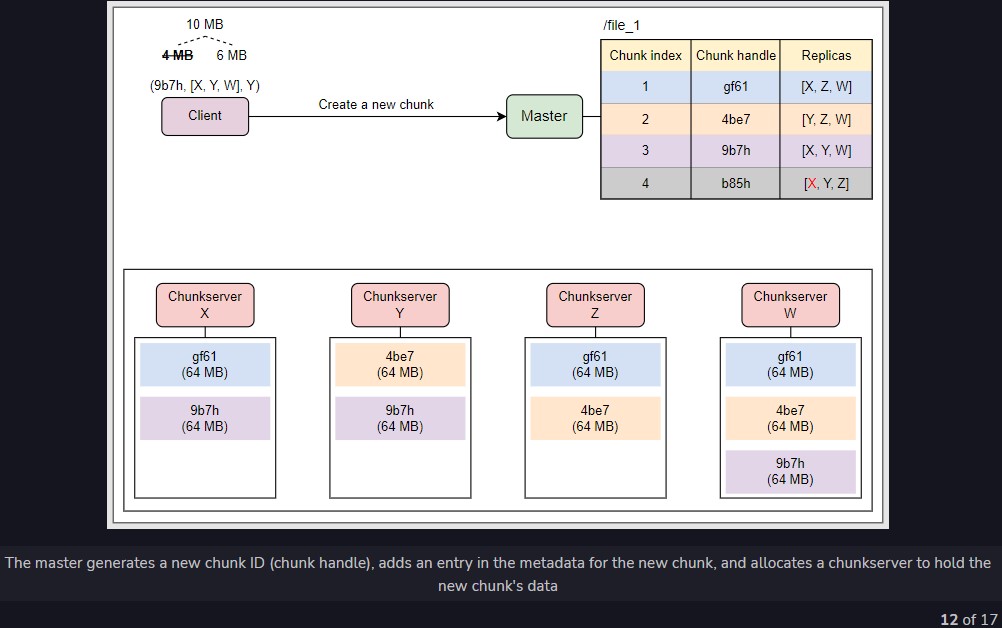 10 MB
4 MB 6 MB
(9b7h, [X, Y, W], Y)
Client
Create a new chunk
Master
/file_1
Chunk index Chunk handle Replicas
1 gf61 [X, Z, W]
2 4be7 [Y, Z, W]
3 9b7h [X, Y, W]
4 b85h [X, Y, Z]
Chunkserver
X
gf61
(64 MB)
9b7h
(64 MB)
Chunkserver
Y
4be7
(64 MB)
9b7h
(64 MB)
Chunkserver
Z
gf61
(64 MB)
4be7
(64 MB)
Chunkserver
W
gf61
(64 MB)
4be7
(64 MB)
9b7h
(64 MB)
The master generates a new chunk ID (chunk handle), adds an entry in the metadata for the new chunk, and allocates a chunkserver to hold the
new chunk's data
12 of 17